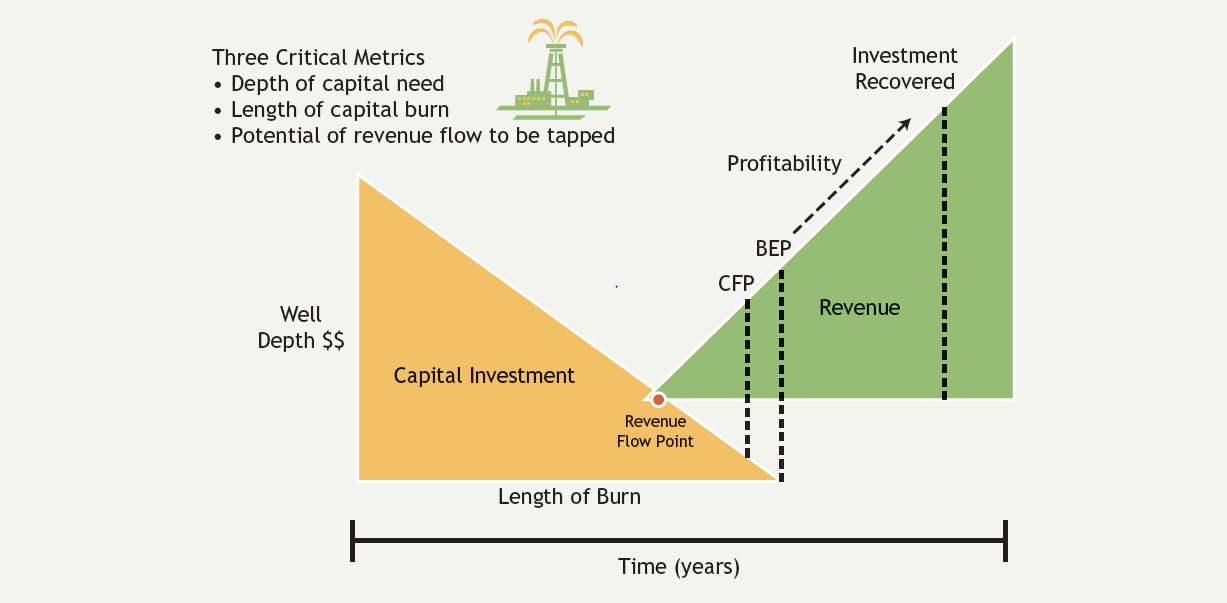 Three Critical Metrics
• Depth of capital need
• Length of capital burn
• Potential of revenue flow to be tapped
Investment
Recovered
Profitability
BEP
CFP
Revenue
Well
Depth $$
Capital Investment
Revenue
Flow Point
Length of Burn
Time (years)